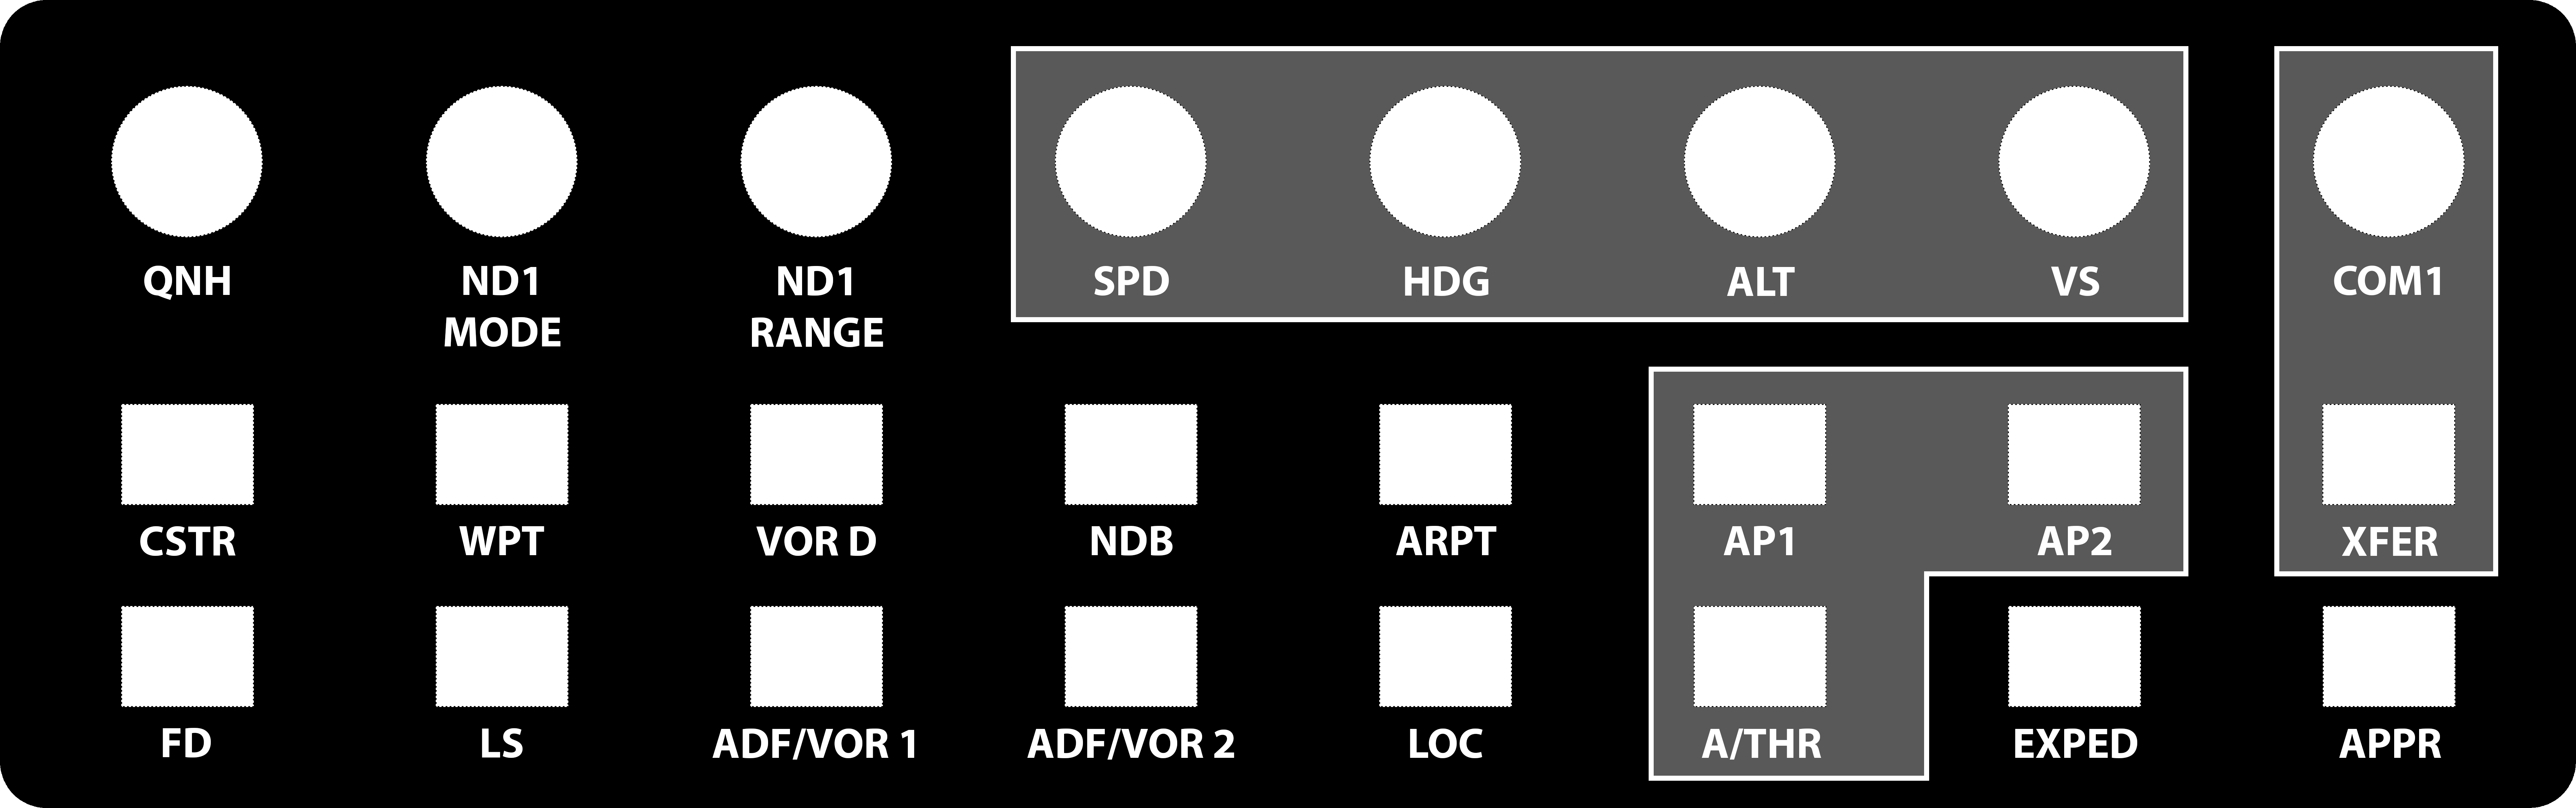 QNH
ND1
MODE
ND1
RANGE
SPD
HDG
ALT
VS
COM1
CSTR
WPT
VOR D
NDB
ARPT
AP1
AP2
XFER
FD
LS
ADF/VOR 1
ADF/VOR 2
LOC
A/THR
EXPED
APPR